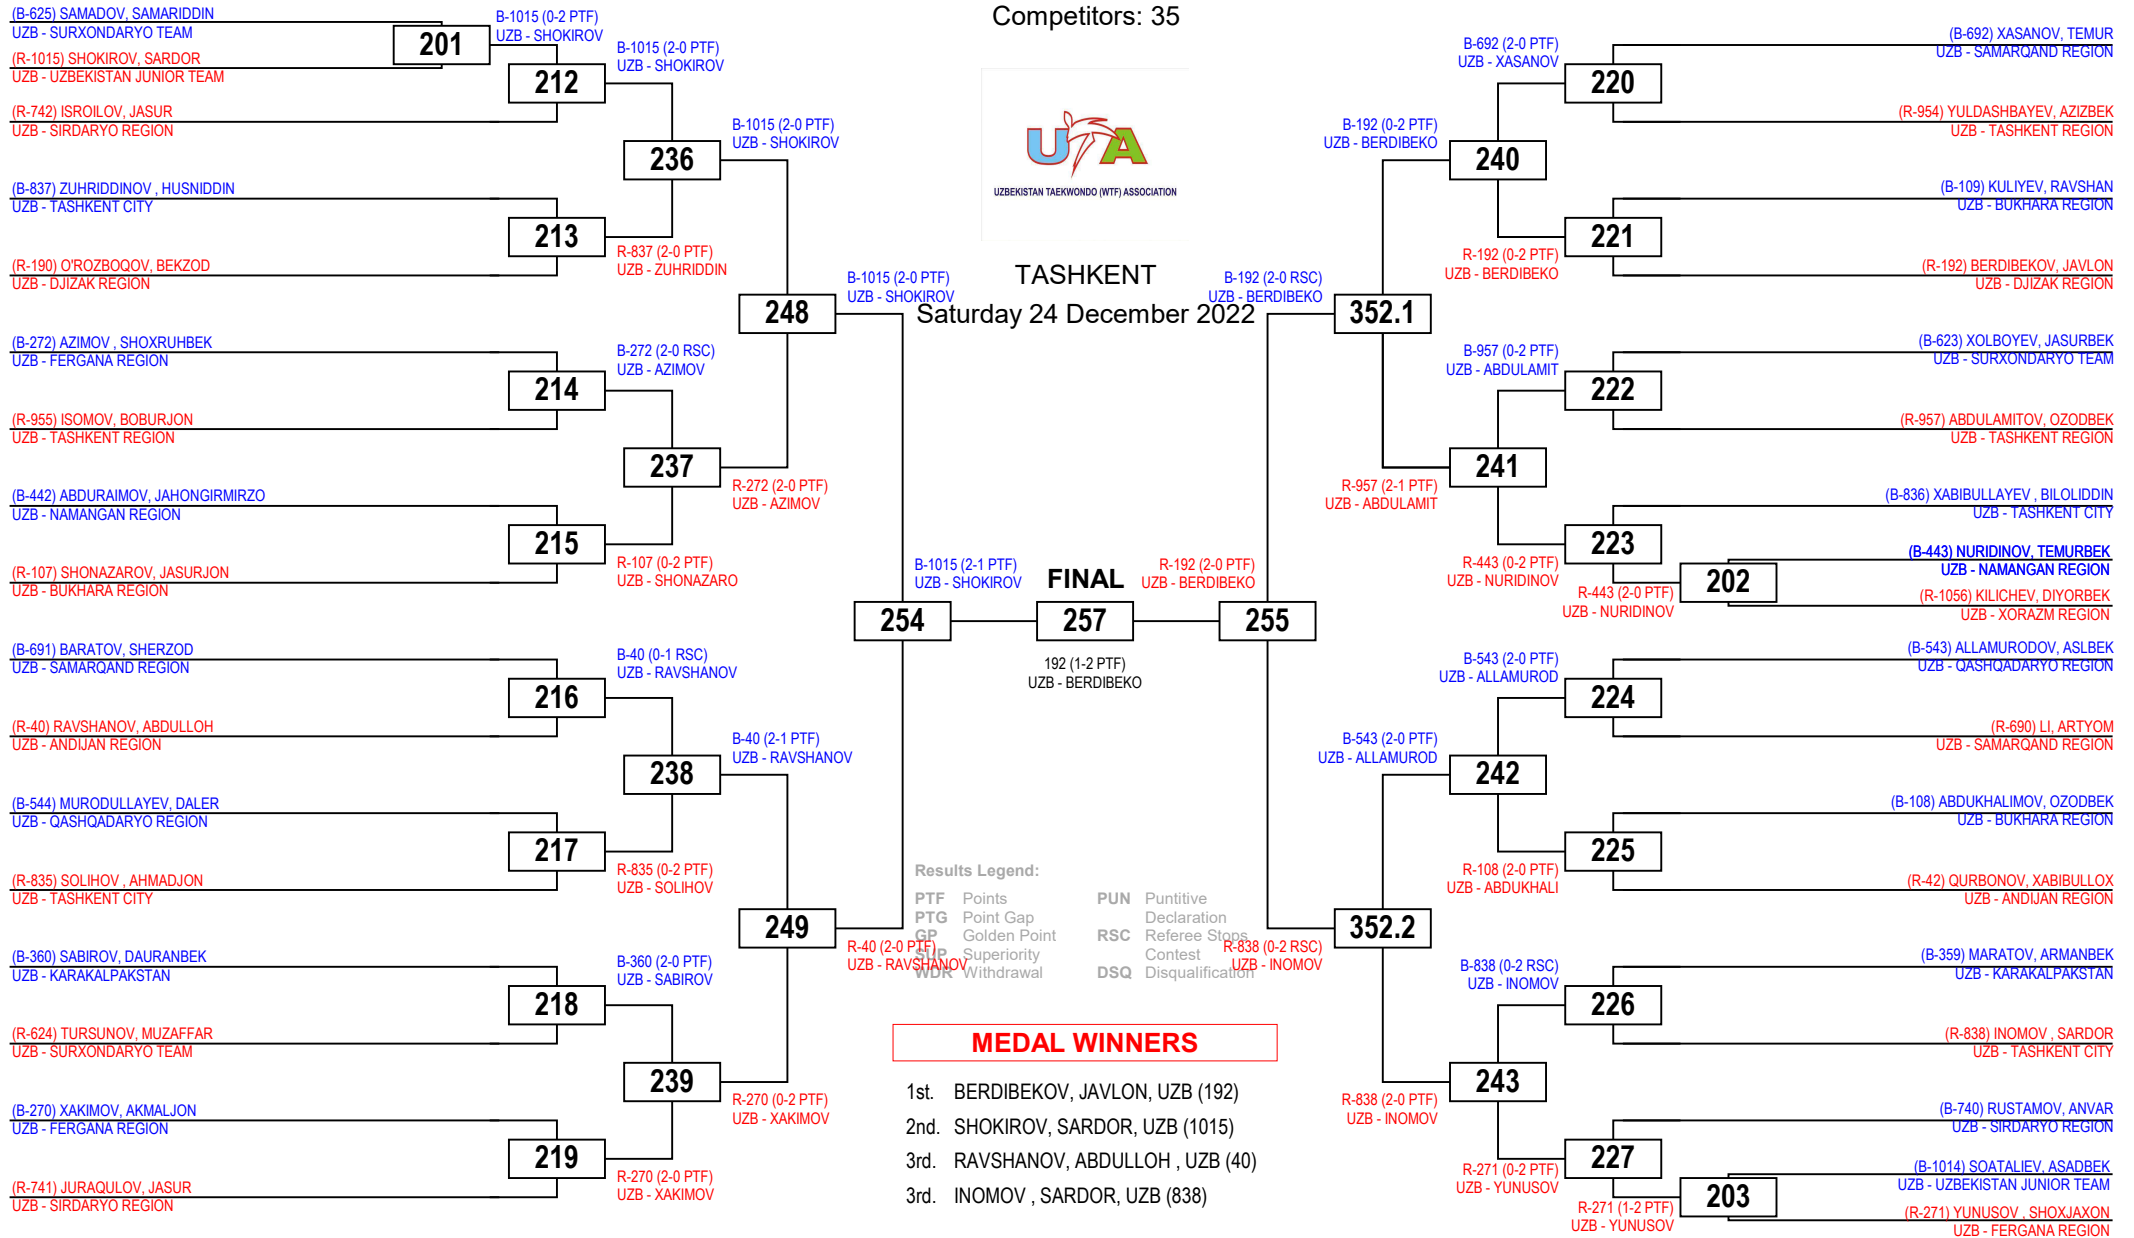 Competitors: 35
UTA
UZBEKISTAN TAEKWONDO (WTF) ASSOCIATION
TASHKENT
Saturday 24 December 2022
(B-625) SAMADOV, SAMARIDDIN
UZB - SURXONDARYO TEAM
(R-1015) SHOKIROV, SARDOR
UZB - UZBEKISTAN JUNIOR TEAM
(R-742) ISROILOV, JASUR
UZB - SIRDARYO REGION
(B-837) ZUHRIDDINOV , HUSNIDDIN
UZB - TASHKENT CITY
(R-190) O'ROZBOQOV, BEKZOD
UZB - DJIZAK REGION
(B-272) AZIMOV , SHOXRUHBEK
UZB - FERGANA REGION
(R-955) ISOMOV, BOBURJON
UZB - TASHKENT REGION
(B-442) ABDURAIMOV, JAHONGIRMIRZO
UZB - NAMANGAN REGION
(R-107) SHONAZAROV, JASURJON
UZB - BUKHARA REGION
(B-691) BARATOV, SHERZOD
UZB - SAMARQAND REGION
(R-40) RAVSHANOV, ABDULLOH
UZB - ANDIJAN REGION
(B-544) MURODULLAYEV, DALER
UZB - QASHQADARYO REGION
(R-835) SOLIHOV , AHMADJON
UZB - TASHKENT CITY
(B-360) SABIROV, DAURANBEK
UZB - KARAKALPAKSTAN
(R-624) TURSUNOV, MUZAFFAR
UZB - SURXONDARYO TEAM
(B-270) XAKIMOV, AKMALJON
UZB - FERGANA REGION
(R-741) JURAQULOV, JASUR
UZB - SIRDARYO REGION
201
B-1015 (0-2 PTF)
UZB - SHOKIROV
212
B-1015 (2-0 PTF)
UZB - SHOKIROV
213
R-837 (2-0 PTF)
UZB - ZUHRIDDIN
214
B-272 (2-0 RSC)
UZB - AZIMOV
215
R-107 (0-2 PTF)
UZB - SHONAZARO
216
B-40 (0-1 RSC)
UZB - RAVSHANOV
217
R-835 (0-2 PTF)
UZB - SOLIHOV
218
B-360 (2-0 PTF)
UZB - SABIROV
219
R-270 (2-0 PTF)
UZB - XAKIMOV
236
B-1015 (2-0 PTF)
UZB - SHOKIROV
237
R-272 (2-0 PTF)
UZB - AZIMOV
238
B-40 (2-1 PTF)
UZB - RAVSHANOV
239
R-270 (0-2 PTF)
UZB - XAKIMOV
248
B-1015 (2-0 PTF)
UZB - SHOKIROV
249
R-40 (2-0 PTF)
UZB - RAVSHANOV
254
B-1015 (2-1 PTF)
UZB - SHOKIROV
FINAL
257
192 (1-2 PTF)
UZB - BERDIBEKO
R-192 (2-0 PTF)
UZB - BERDIBEKO
255
B-192 (2-0 RSC)
UZB - BERDIBEKO
352.1
R-838 (0-2 RSC)
UZB - INOMOV
352.2
B-192 (0-2 PTF)
UZB - BERDIBEKO
240
R-957 (2-1 PTF)
UZB - ABDULAMIT
241
B-543 (2-0 PTF)
UZB - ALLAMUROD
242
R-838 (2-0 PTF)
UZB - INOMOV
243
B-692 (2-0 PTF)
UZB - XASANOV
220
R-192 (0-2 PTF)
UZB - BERDIBEKO
221
B-957 (0-2 PTF)
UZB - ABDULAMIT
222
R-443 (0-2 PTF)
UZB - NURIDINOV
223
R-443 (2-0 PTF)
UZB - NURIDINOV
202
B-543 (2-0 PTF)
UZB - ALLAMUROD
224
R-108 (2-0 PTF)
UZB - ABDUKHALI
225
B-838 (0-2 RSC)
UZB - INOMOV
226
R-271 (0-2 PTF)
UZB - YUNUSOV
227
R-271 (1-2 PTF)
UZB - YUNUSOV
203
(B-692) XASANOV, TEMUR
UZB - SAMARQAND REGION
(R-954) YULDASHBAYEV, AZIZBEK
UZB - TASHKENT REGION
(B-109) KULIYEV, RAVSHAN
UZB - BUKHARA REGION
(R-192) BERDIBEKOV, JAVLON
UZB - DJIZAK REGION
(B-623) XOLBOYEV, JASURBEK
UZB - SURXONDARYO TEAM
(R-957) ABDULAMITOV, OZODBEK
UZB - TASHKENT REGION
(B-836) XABIBULLAYEV , BILOLIDDIN
UZB - TASHKENT CITY
(B-443) NURIDINOV, TEMURBEK
UZB - NAMANGAN REGION
(R-1056) KILICHEV, DIYORBEK
UZB - XORAZM REGION
(B-543) ALLAMURODOV, ASLBEK
UZB - QASHQADARYO REGION
(R-690) LI, ARTYOM
UZB - SAMARQAND REGION
(B-108) ABDUKHALIMOV, OZODBEK
UZB - BUKHARA REGION
(R-42) QURBONOV, XABIBULLOX
UZB - ANDIJAN REGION
(B-359) MARATOV, ARMANBEK
UZB - KARAKALPAKSTAN
(R-838) INOMOV , SARDOR
UZB - TASHKENT CITY
(B-740) RUSTAMOV, ANVAR
UZB - SIRDARYO REGION
(B-1014) SOATALIEV, ASADBEK
UZB - UZBEKISTAN JUNIOR TEAM
(R-271) YUNUSOV , SHOXJAXON
UZB - FERGANA REGION
Results Legend:
PTF Points
PTG Point Gap
GP Golden Point
SUP Superiority
WDR Withdrawal
PUN Puntitive
Declaration
RSC Referee Stops
Contest
DSQ Disqualification
MEDAL WINNERS
1st. BERDIBEKOV, JAVLON, UZB (192)
2nd. SHOKIROV, SARDOR, UZB (1015)
3rd. RAVSHANOV, ABDULLOH , UZB (40)
3rd. INOMOV , SARDOR, UZB (838)